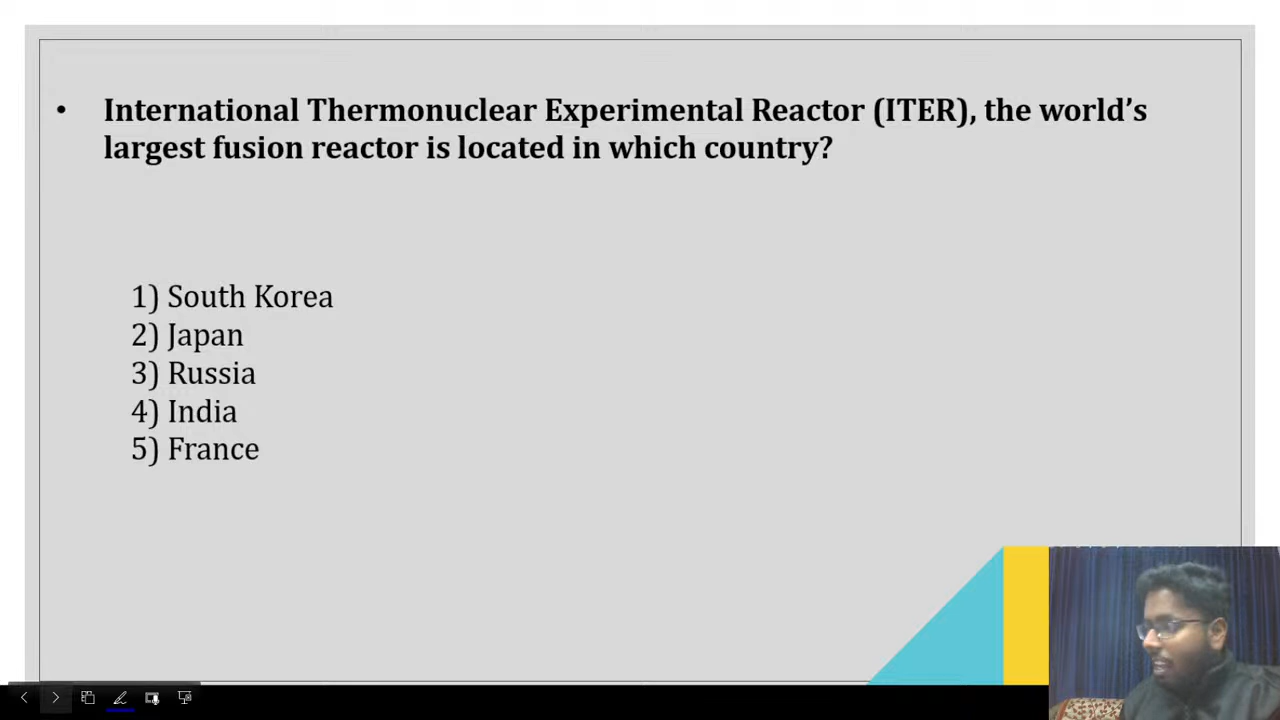 • International Thermonuclear Experimental Reactor (ITER), the world’s
largest fusion reactor is located in which country?
1) South Korea
2) Japan
3) Russia
4) India
5) France